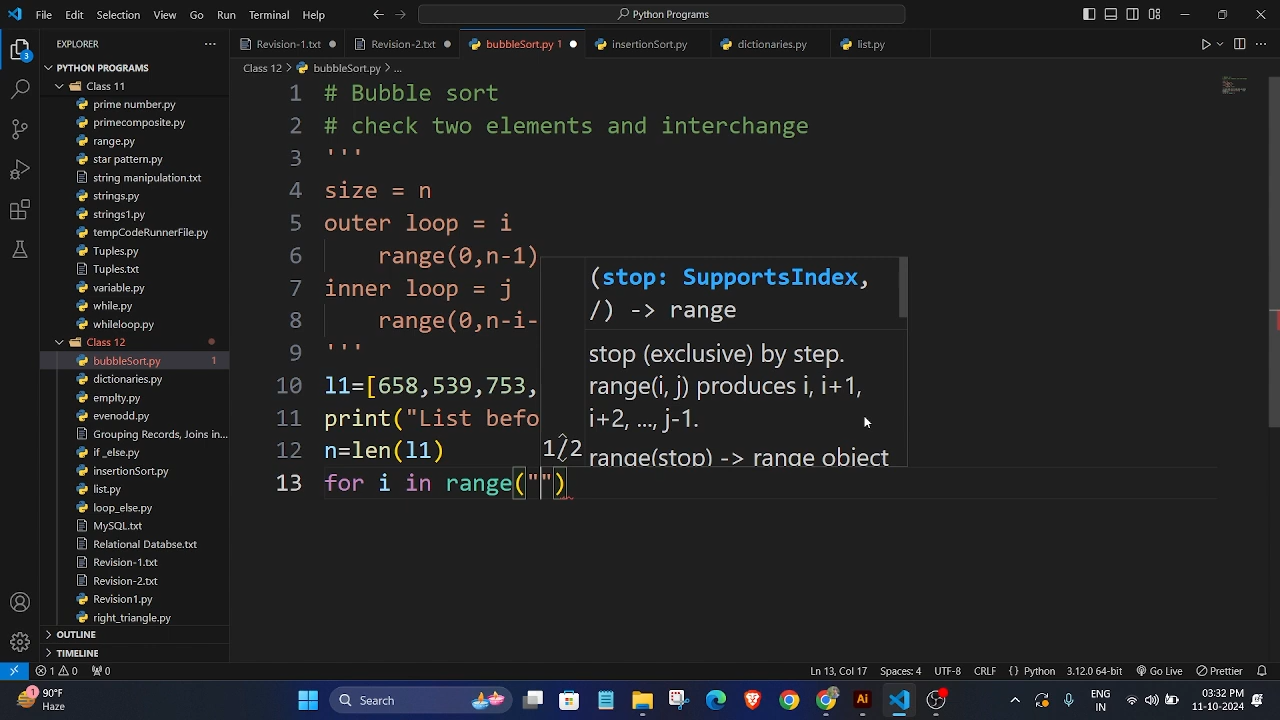 File Edit Selection View Go Run Terminal Help
Python Programs
EXPLORER
Revision-1.txt
Revision-2.txt
bubbleSort.py 1
insertionSort.py
dictionaries.py
list.py
PYTHON PROGRAMS
Class 12 > bubbleSort.py > ...
Class 11
prime number.py
primecomposite.py
range.py
star pattern.py
string manipulation.txt
strings.py
strings1.py
tempCodeRunnerFile.py
Tuples.py
Tuples.txt
variable.py
while.py
whileloop.py
Class 12
bubbleSort.py 1
dictionaries.py
emplty.py
evenodd.py
Grouping Records, Joins in...
if _else.py
insertionSort.py
list.py
loop_else.py
MySQL.txt
Relational Databse.txt
Revision-1.txt
Revision-2.txt
Revision1.py
right_triangle.py
OUTLINE
TIMELINE
3
1 # Bubble sort
2 # check two elements and interchange
3 '''
4 size = n
5 outer loop = i
6 range(0,n-1)
7 inner loop = j
8 range(0,n-i-
9 '''
10 l1=[658,539,753,
11 print("List befo
12 n=len(l1)
13 for i in range("")
(stop: SupportsIndex,
/) -> range
stop (exclusive) by step.
range(i, j) produces i, i+1,
i+2, ..., j-1.
1/2
range(stop) -> range object
1 0 0
Ln 13, Col 17 Spaces: 4 UTF-8 CRLF {} Python 3.12.0 64-bit Go Live Prettier
1
90°F
Haze
Search
Ai
ENG
IN
03:32 PM
11-10-2024